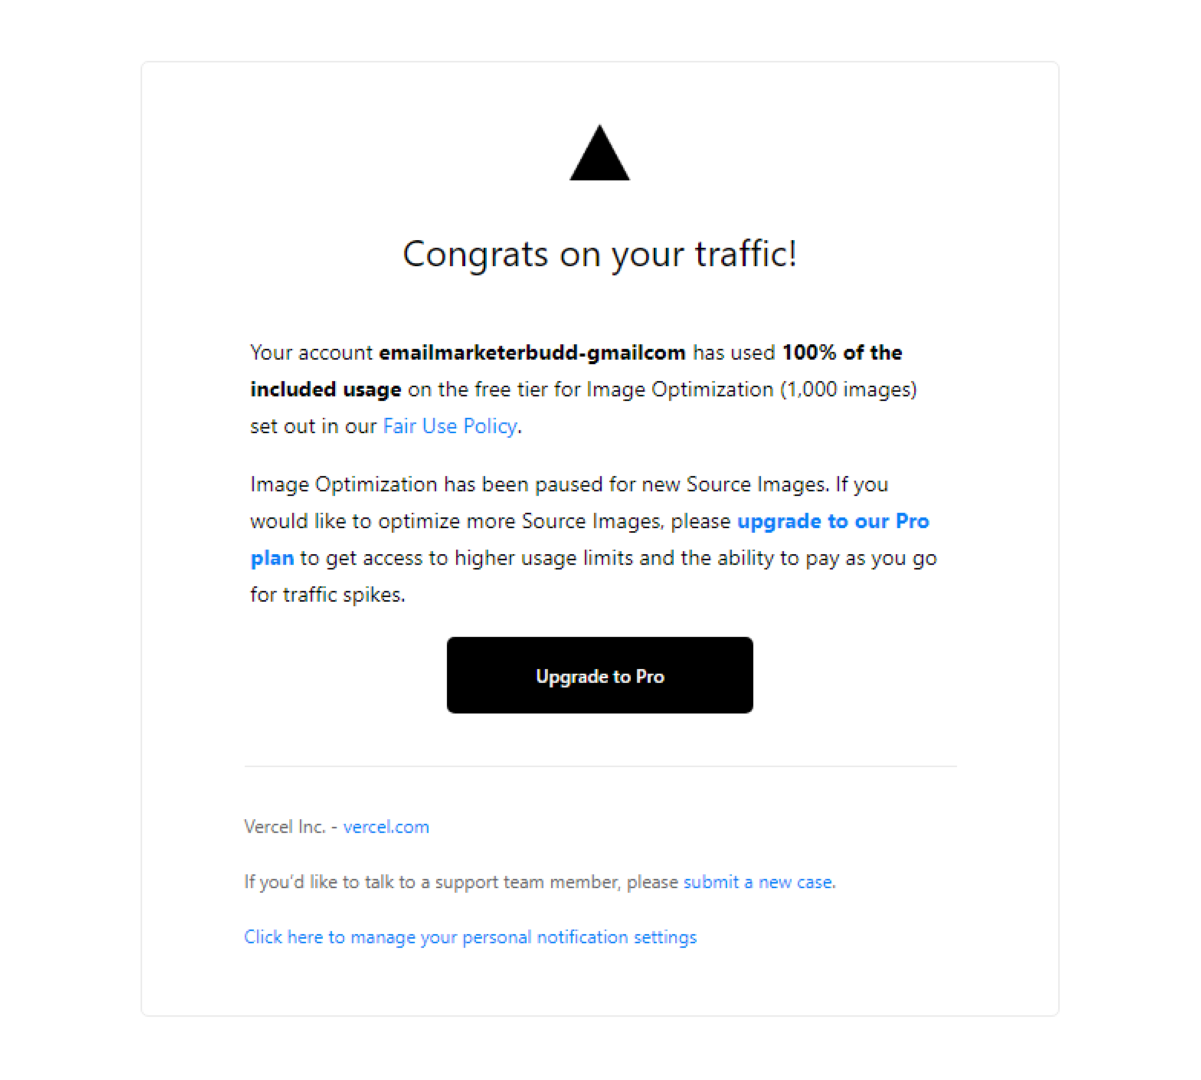 Congrats on your traffic!
Your account emailmarketerbudd-gmailcom has used 100% of the
included usage on the free tier for Image Optimization (1,000 images)
set out in our Fair Use Policy.
Image Optimization has been paused for new Source Images. If you
would like to optimize more Source Images, please upgrade to our Pro
plan to get access to higher usage limits and the ability to pay as you go
for traffic spikes.
Upgrade to Pro
Vercel Inc. - vercel.com
If you'd like to talk to a support team member, please submit a new case.
Click here to manage your personal notification settings